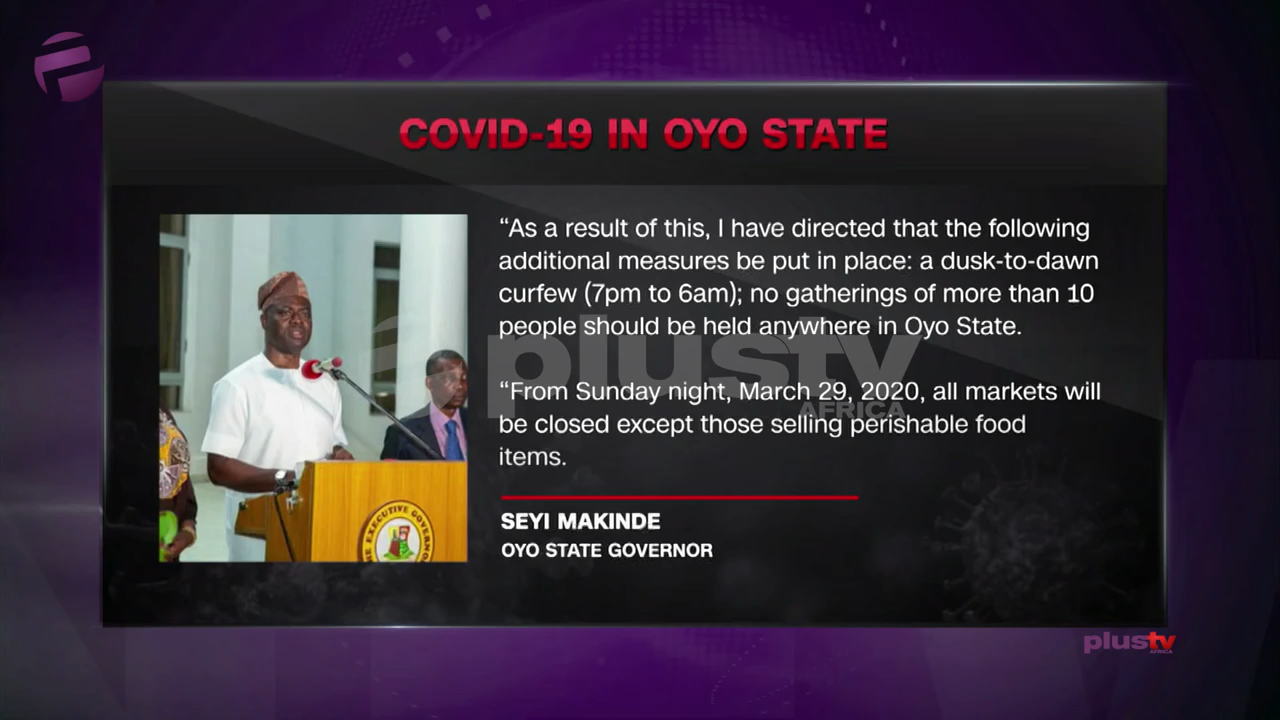 COVID-19 IN OYO STATE
“As a result of this, I have directed that the following
additional measures be put in place: a dusk-to-dawn
curfew (7pm to 6am); no gatherings of more than 10
people should be held anywhere in Oyo State.
“From Sunday night, March 29, 2020, all markets will
be closed except those selling perishable food
items.
SEYI MAKINDE
OYO STATE GOVERNOR
plustv
AFRICA
EXECUTIVE GOVERNOR
plustv
AFRICA